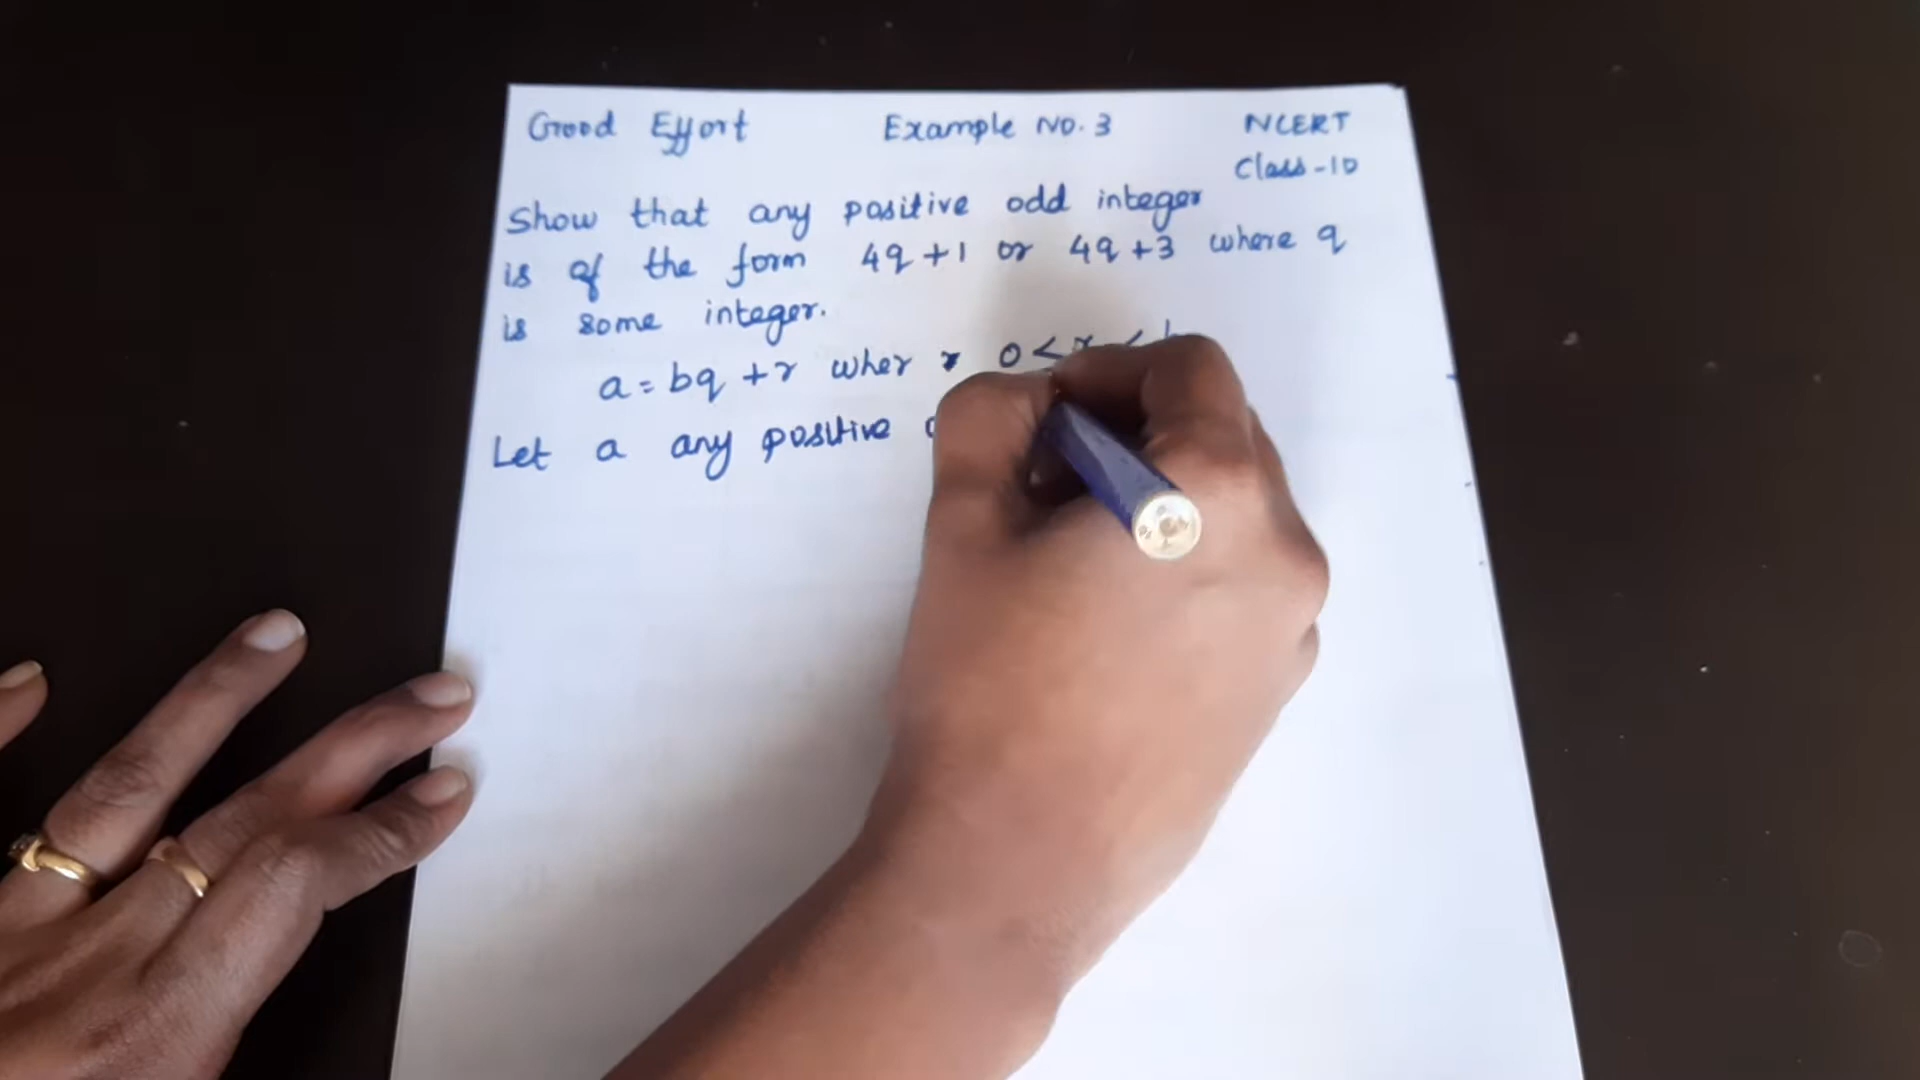 Good Effort Example NO. 3 NCERT
Class-10
Show that any positive odd integer
is of the form 4q+1 or 4q+3 where q
is some integer.
a = bq + r wher r 0 <
Let a any positive